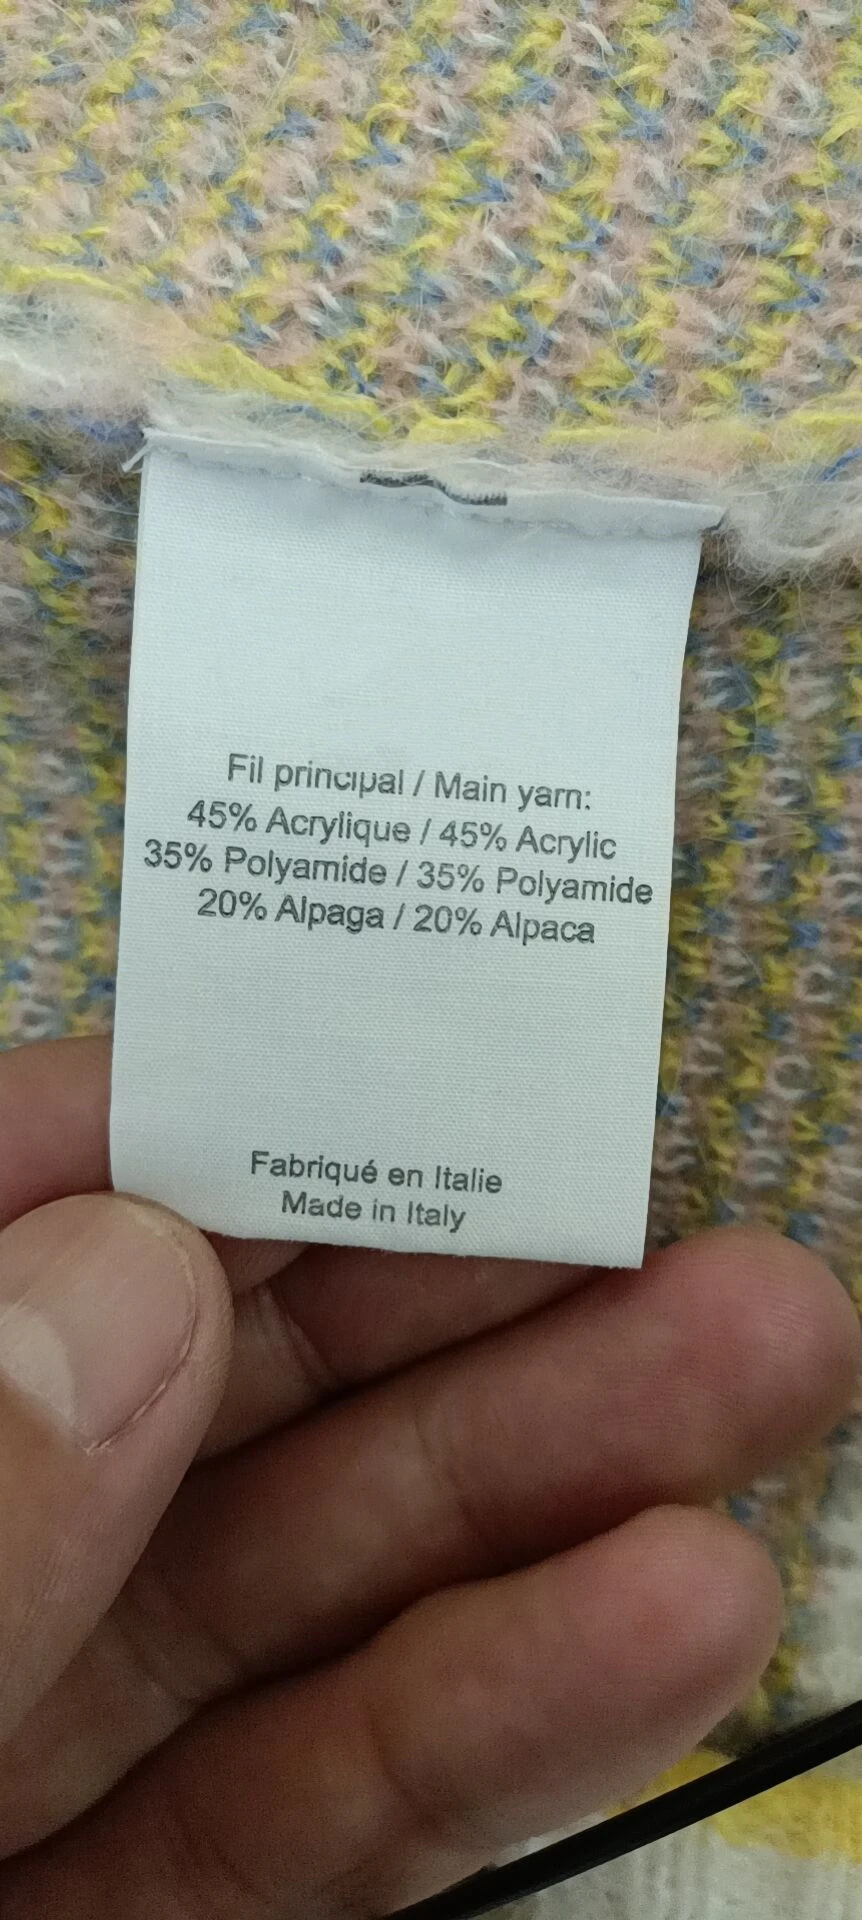 Fil principal / Main yarn:
45% Acrylique / 45% Acrylic
35% Polyamide / 35% Polyamide
20% Alpaga / 20% Alpaca
Fabriqué en Italie
Made in Italy